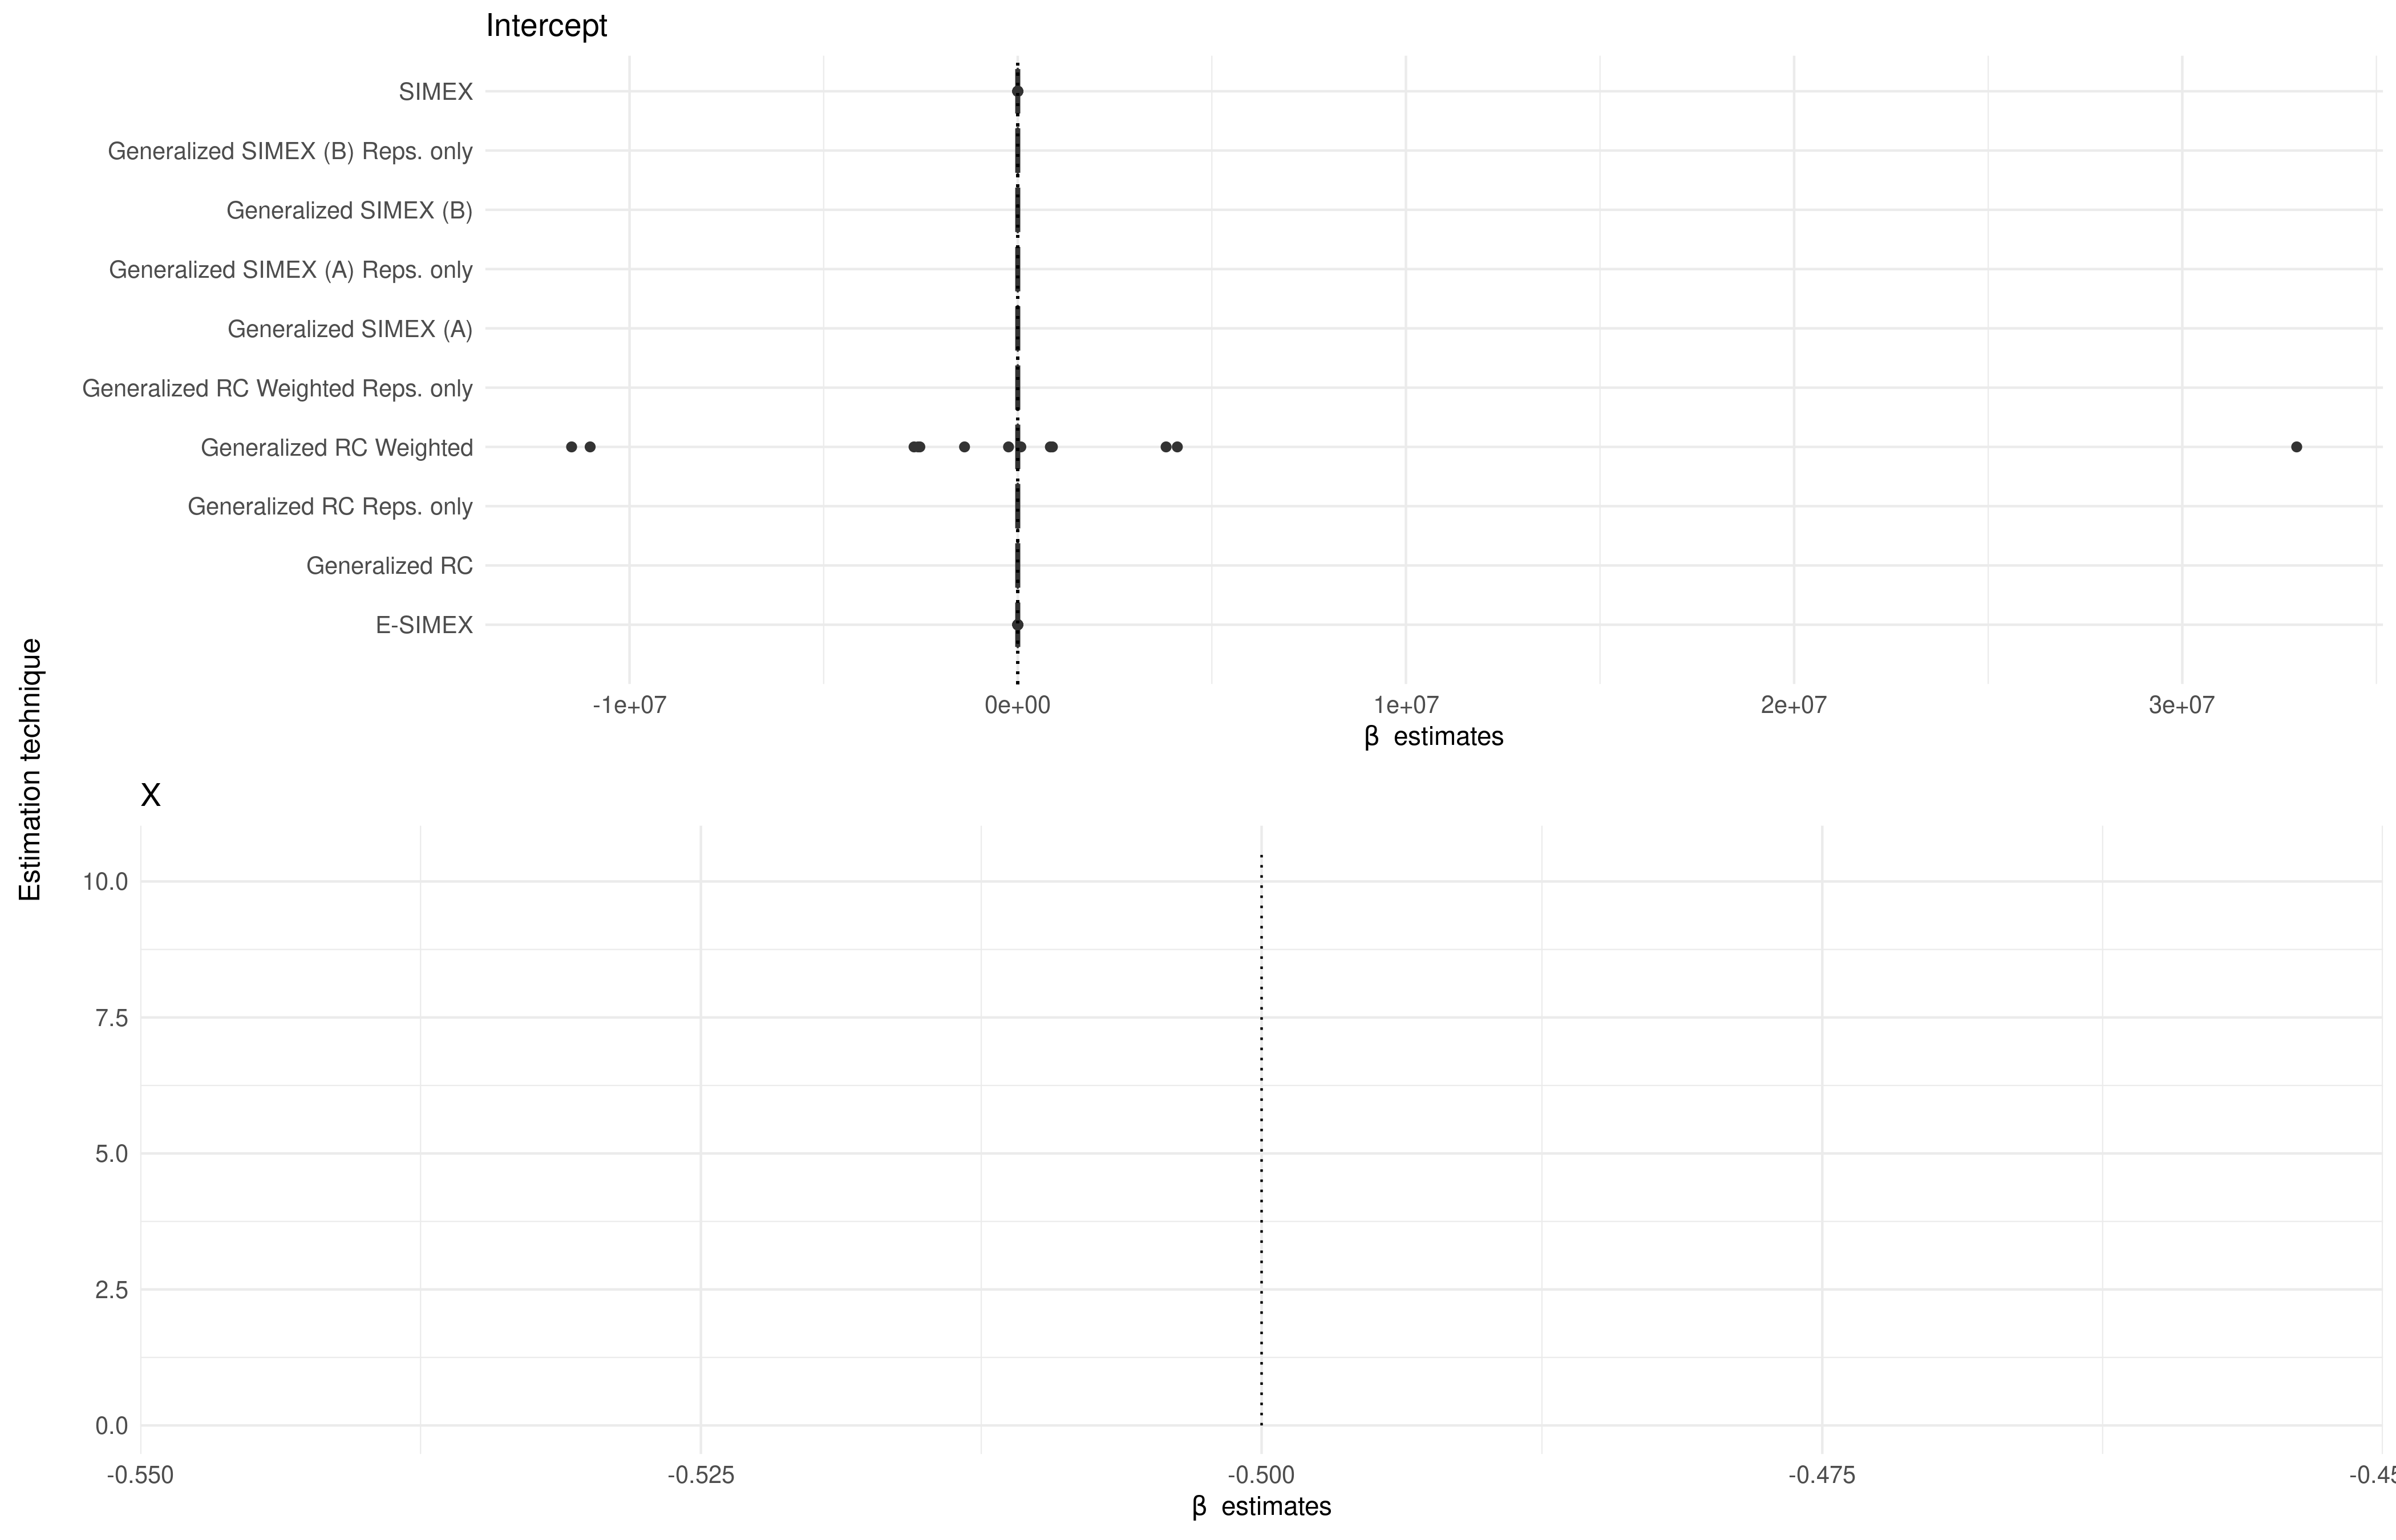 Intercept
SIMEX
Generalized SIMEX (B) Reps. only
Generalized SIMEX (B)
Generalized SIMEX (A) Reps. only
Generalized SIMEX (A)
Generalized RC Weighted Reps. only
Generalized RC Weighted
Generalized RC Reps. only
Generalized RC
E-SIMEX
-1e+07 0e+00 1e+07 2e+07 3e+07
β estimates
Estimation technique
X
10.0
7.5
5.0
2.5
0.0
-0.550 -0.525 -0.500 -0.475
β estimates